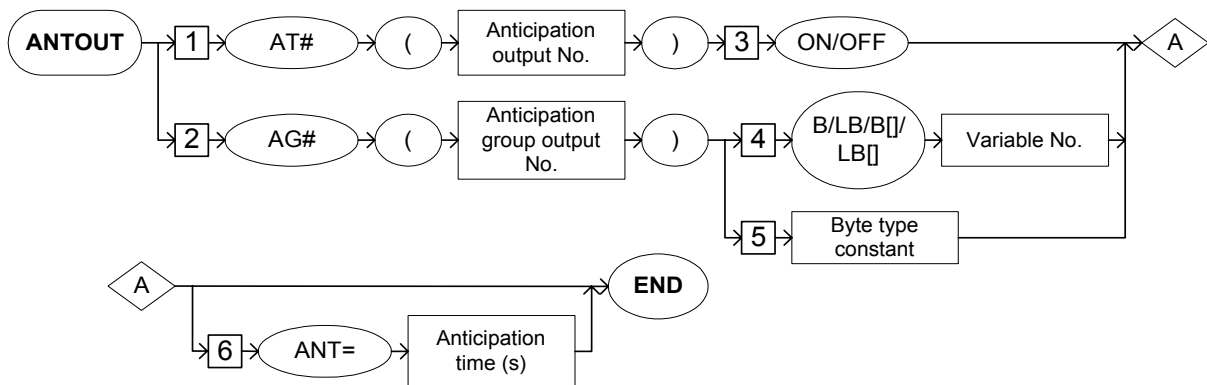 ANTOUT
1
AT#
(
Anticipation
output No.
)
3
ON/OFF
A
2
AG#
(
Anticipation
group output
No.
)
4
B/LB/B[]/
LB[]
Variable No.
5
Byte type
constant
A
END
6
ANT=
Anticipation
time (s)